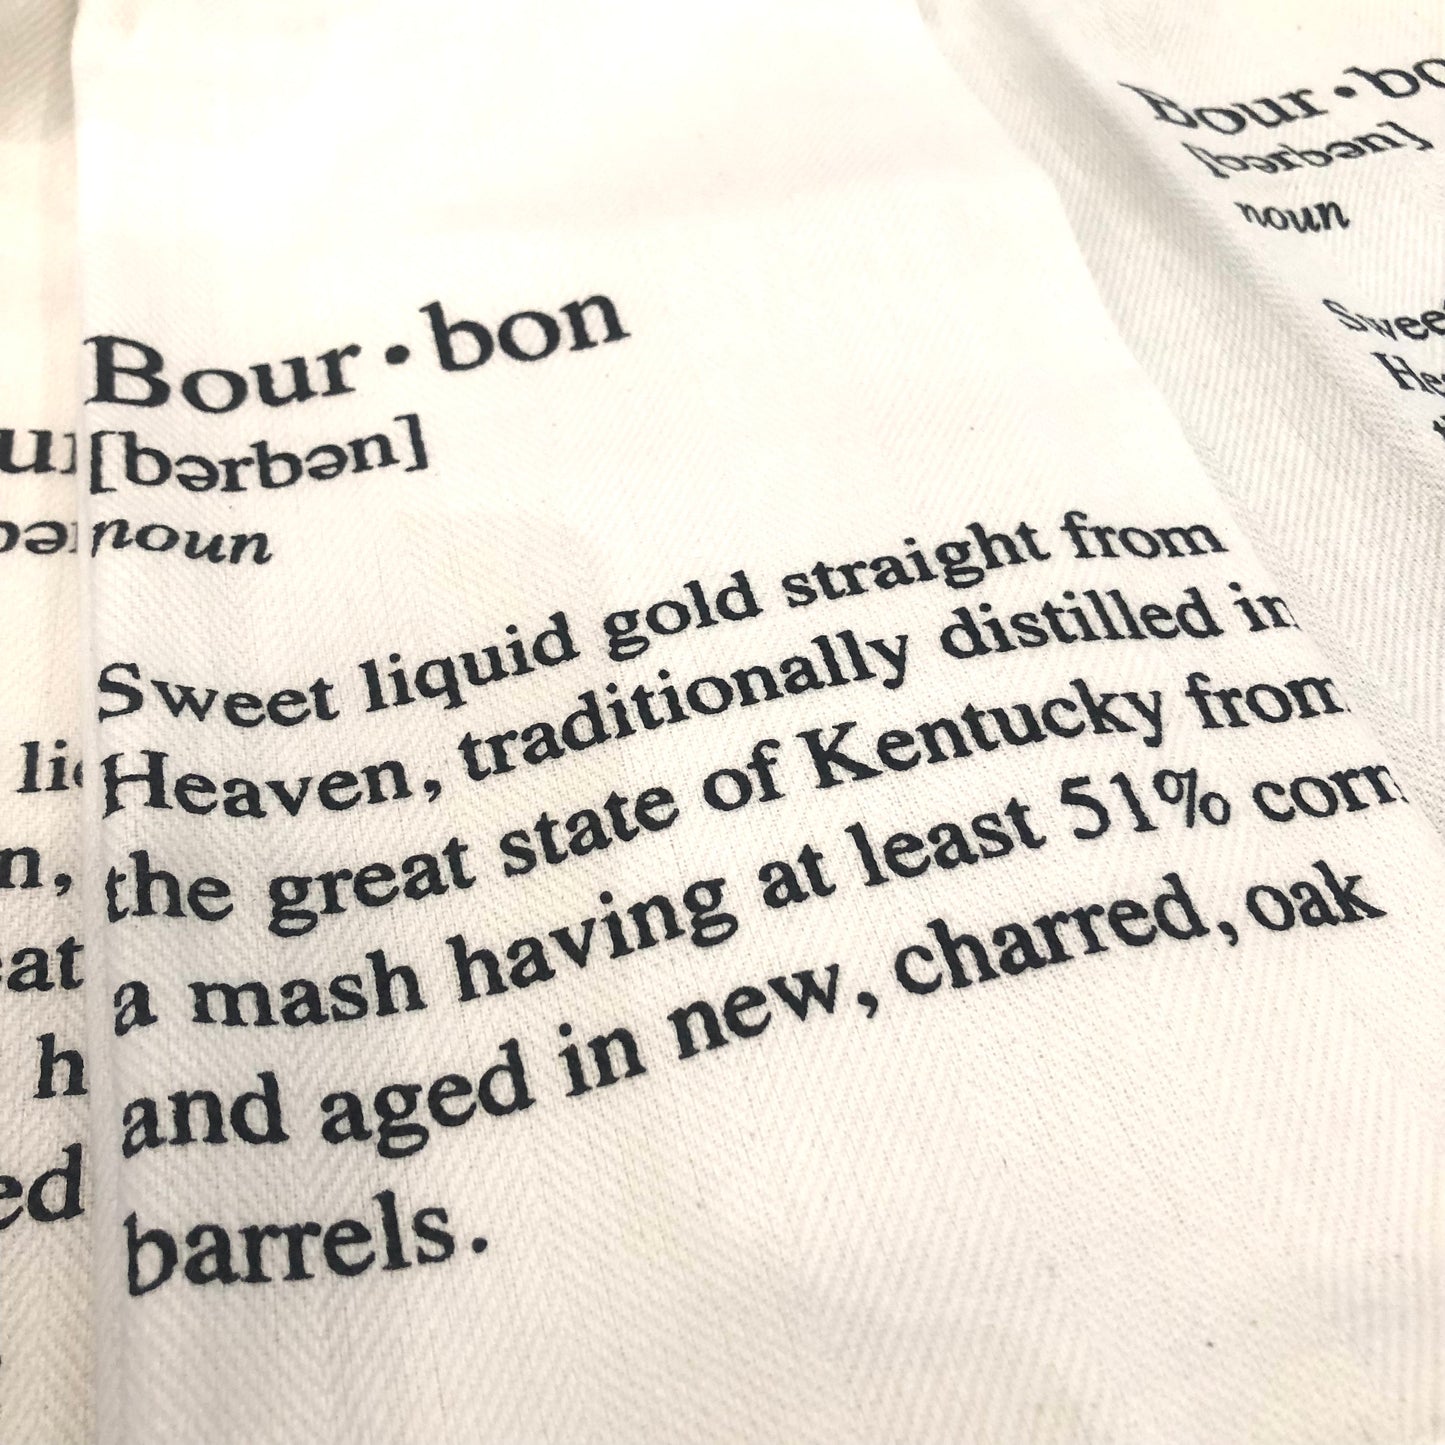 Bour·bon
[bərbən]
noun
Sweet liquid gold straight from
Heaven, traditionally distilled in
the great state of Kentucky from
a mash having at least 51% corn
and aged in new, charred, oak
barrels.
Bour·bo
[bərbən]
noun
Sweet